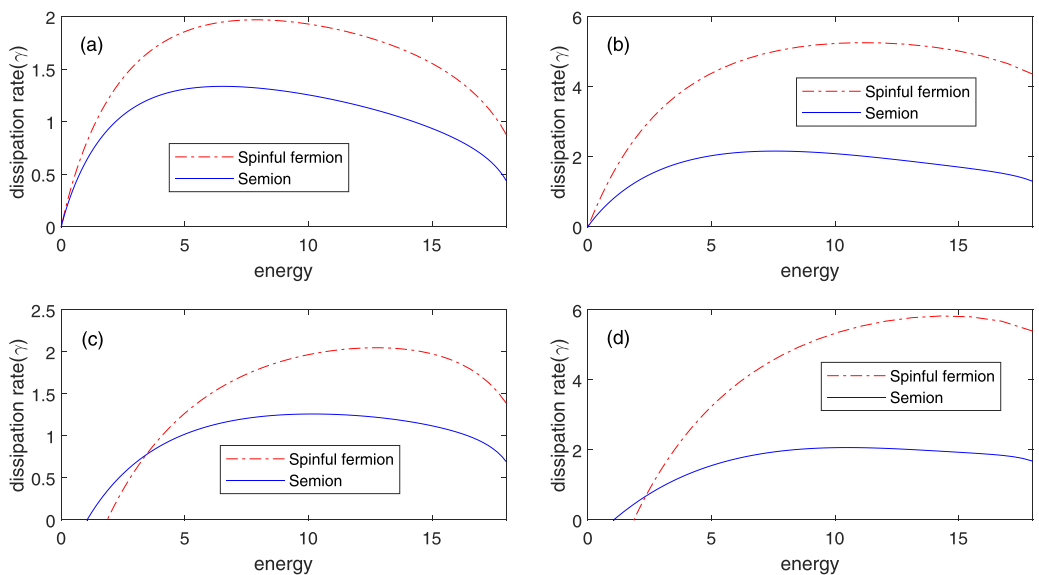 2
1.5
1
0.5
0
0
5
10
15
dissipation rate(γ)
energy
(a)
Spinful fermion
Semion
6
4
2
0
0
5
10
15
dissipation rate(γ)
energy
(b)
Spinful fermion
Semion
2.5
2
1.5
1
0.5
0
0
5
10
15
dissipation rate(γ)
energy
(c)
Spinful fermion
Semion
6
4
2
0
0
5
10
15
dissipation rate(γ)
energy
(d)
Spinful fermion
Semion